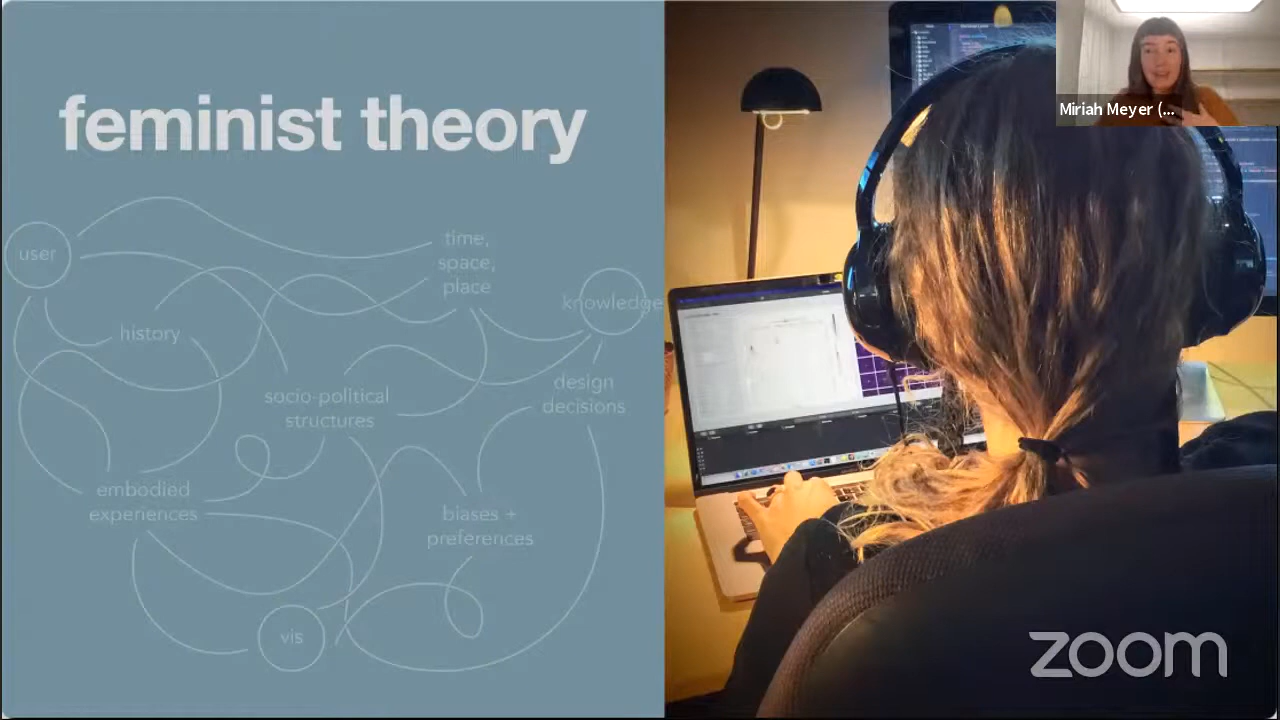 feminist theory
user
time,
space,
place
knowledge
history
socio-political
structures
design
decisions
embodied
experiences
biases +
preferences
vis
Miriah Meyer (...
zoom